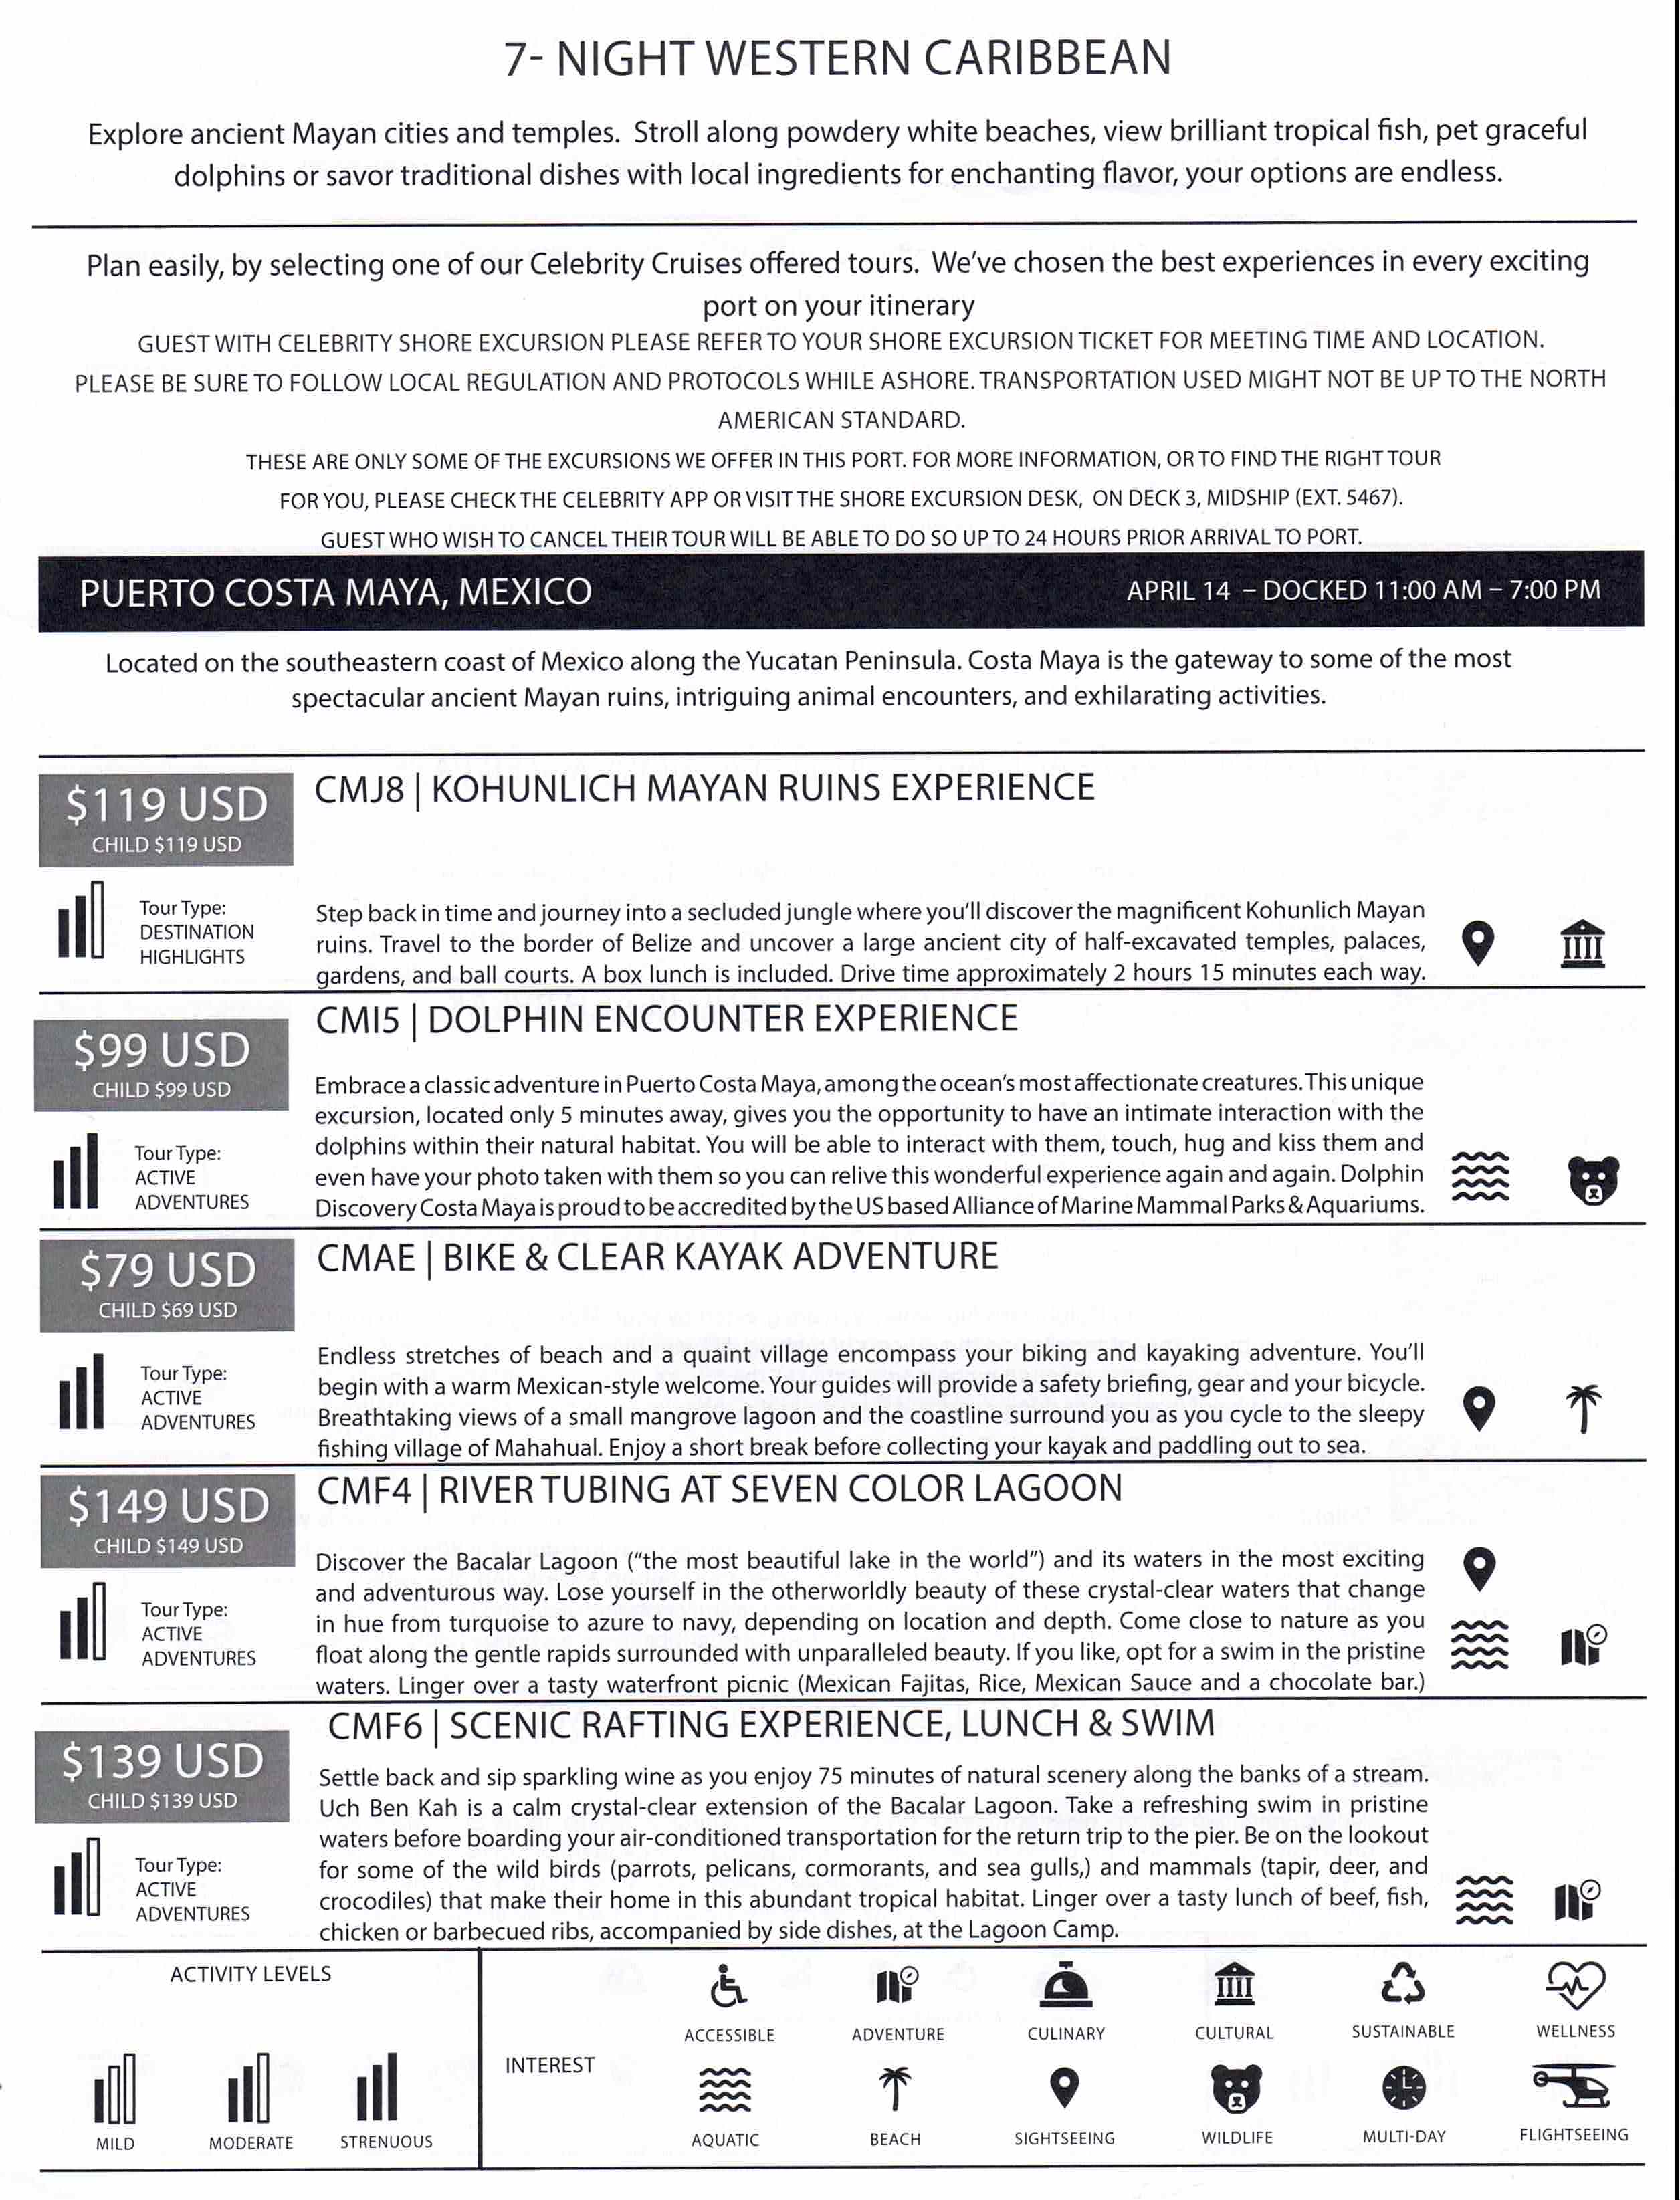 7- NIGHT WESTERN CARIBBEAN
Explore ancient Mayan cities and temples. Stroll along powdery white beaches, view brilliant tropical fish, pet graceful
dolphins or savor traditional dishes with local ingredients for enchanting flavor, your options are endless.
Plan easily, by selecting one of our Celebrity Cruises offered tours. We've chosen the best experiences in every exciting
port on your itinerary
GUEST WITH CELEBRITY SHORE EXCURSION PLEASE REFER TO YOUR SHORE EXCURSION TICKET FOR MEETING TIME AND LOCATION.
PLEASE BE SURE TO FOLLOW LOCAL REGULATION AND PROTOCOLS WHILE ASHORE. TRANSPORTATION USED MIGHT NOT BE UP TO THE NORTH
AMERICAN STANDARD.
THESE ARE ONLY SOME OF THE EXCURSIONS WE OFFER IN THIS PORT. FOR MORE INFORMATION, OR TO FIND THE RIGHT TOUR
FOR YOU, PLEASE CHECK THE CELEBRITY APP OR VISIT THE SHORE EXCURSION DESK, ON DECK 3, MIDSHIP (EXT. 5467).
GUEST WHO WISH TO CANCEL THEIR TOUR WILL BE ABLE TO DO SO UP TO 24 HOURS PRIOR ARRIVAL TO PORT.
PUERTO COSTA MAYA, MEXICO
APRIL 14 – DOCKED 11:00 AM – 7:00 PM
Located on the southeastern coast of Mexico along the Yucatan Peninsula. Costa Maya is the gateway to some of the most
spectacular ancient Mayan ruins, intriguing animal encounters, and exhilarating activities.
$119 USD
CHILD $119 USD
CMJ8 | KOHUNLICH MAYAN RUINS EXPERIENCE
Tour Type:
DESTINATION
HIGHLIGHTS
Step back in time and journey into a secluded jungle where you'll discover the magnificent Kohunlich Mayan
ruins. Travel to the border of Belize and uncover a large ancient city of half-excavated temples, palaces,
gardens, and ball courts. A box lunch is included. Drive time approximately 2 hours 15 minutes each way.
$99 USD
CHILD $99 USD
CMI5 | DOLPHIN ENCOUNTER EXPERIENCE
Tour Type:
ACTIVE
ADVENTURES
Embrace a classic adventure in Puerto Costa Maya, among the ocean's most affectionate creatures. This unique
excursion, located only 5 minutes away, gives you the opportunity to have an intimate interaction with the
dolphins within their natural habitat. You will be able to interact with them, touch, hug and kiss them and
even have your photo taken with them so you can relive this wonderful experience again and again. Dolphin
Discovery Costa Maya is proud to be accredited by the US based Alliance of Marine Mammal Parks & Aquariums.
$79 USD
CHILD $69 USD
CMAE | BIKE & CLEAR KAYAK ADVENTURE
Tour Type:
ACTIVE
ADVENTURES
Endless stretches of beach and a quaint village encompass your biking and kayaking adventure. You'll
begin with a warm Mexican-style welcome. Your guides will provide a safety briefing, gear and your bicycle.
Breathtaking views of a small mangrove lagoon and the coastline surround you as you cycle to the sleepy
fishing village of Mahahual. Enjoy a short break before collecting your kayak and paddling out to sea.
$149 USD
CHILD $149 USD
CMF4 | RIVER TUBING AT SEVEN COLOR LAGOON
Tour Type:
ACTIVE
ADVENTURES
Discover the Bacalar Lagoon ("the most beautiful lake in the world") and its waters in the most exciting
and adventurous way. Lose yourself in the otherworldly beauty of these crystal-clear waters that change
in hue from turquoise to azure to navy, depending on location and depth. Come close to nature as you
float along the gentle rapids surrounded with unparalleled beauty. If you like, opt for a swim in the pristine
waters. Linger over a tasty waterfront picnic (Mexican Fajitas, Rice, Mexican Sauce and a chocolate bar.)
$139 USD
CHILD $139 USD
CMF6 | SCENIC RAFTING EXPERIENCE, LUNCH & SWIM
Tour Type:
ACTIVE
ADVENTURES
Settle back and sip sparkling wine as you enjoy 75 minutes of natural scenery along the banks of a stream.
Uch Ben Kah is a calm crystal-clear extension of the Bacalar Lagoon. Take a refreshing swim in pristine
waters before boarding your air-conditioned transportation for the return trip to the pier. Be on the lookout
for some of the wild birds (parrots, pelicans, cormorants, and sea gulls,) and mammals (tapir, deer, and
crocodiles) that make their home in this abundant tropical habitat. Linger over a tasty lunch of beef, fish,
chicken or barbecued ribs, accompanied by side dishes, at the Lagoon Camp.
ACTIVITY LEVELS
MILD
MODERATE
STRENUOUS
INTEREST
ACCESSIBLE
ADVENTURE
CULINARY
CULTURAL
SUSTAINABLE
WELLNESS
AQUATIC
BEACH
SIGHTSEEING
WILDLIFE
MULTI-DAY
FLIGHTSEEING